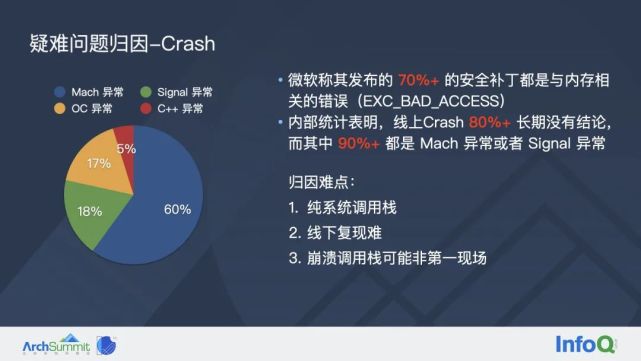 疑难问题归因-Crash
Mach 异常
Signal 异常
OC 异常
C++ 异常
5%
17%
18%
60%
• 微软称其发布的 70%+ 的安全补丁都是与内存相
关的错误（EXC_BAD_ACCESS）
• 内部统计表明，线上Crash 80%+ 长期没有结论，
而其中 90%+ 都是 Mach 异常或者 Signal 异常
归因难点：
1. 纯系统调用栈
2. 线下复现难
3. 崩溃调用栈可能非第一现场
ArchSummit
InfoQ